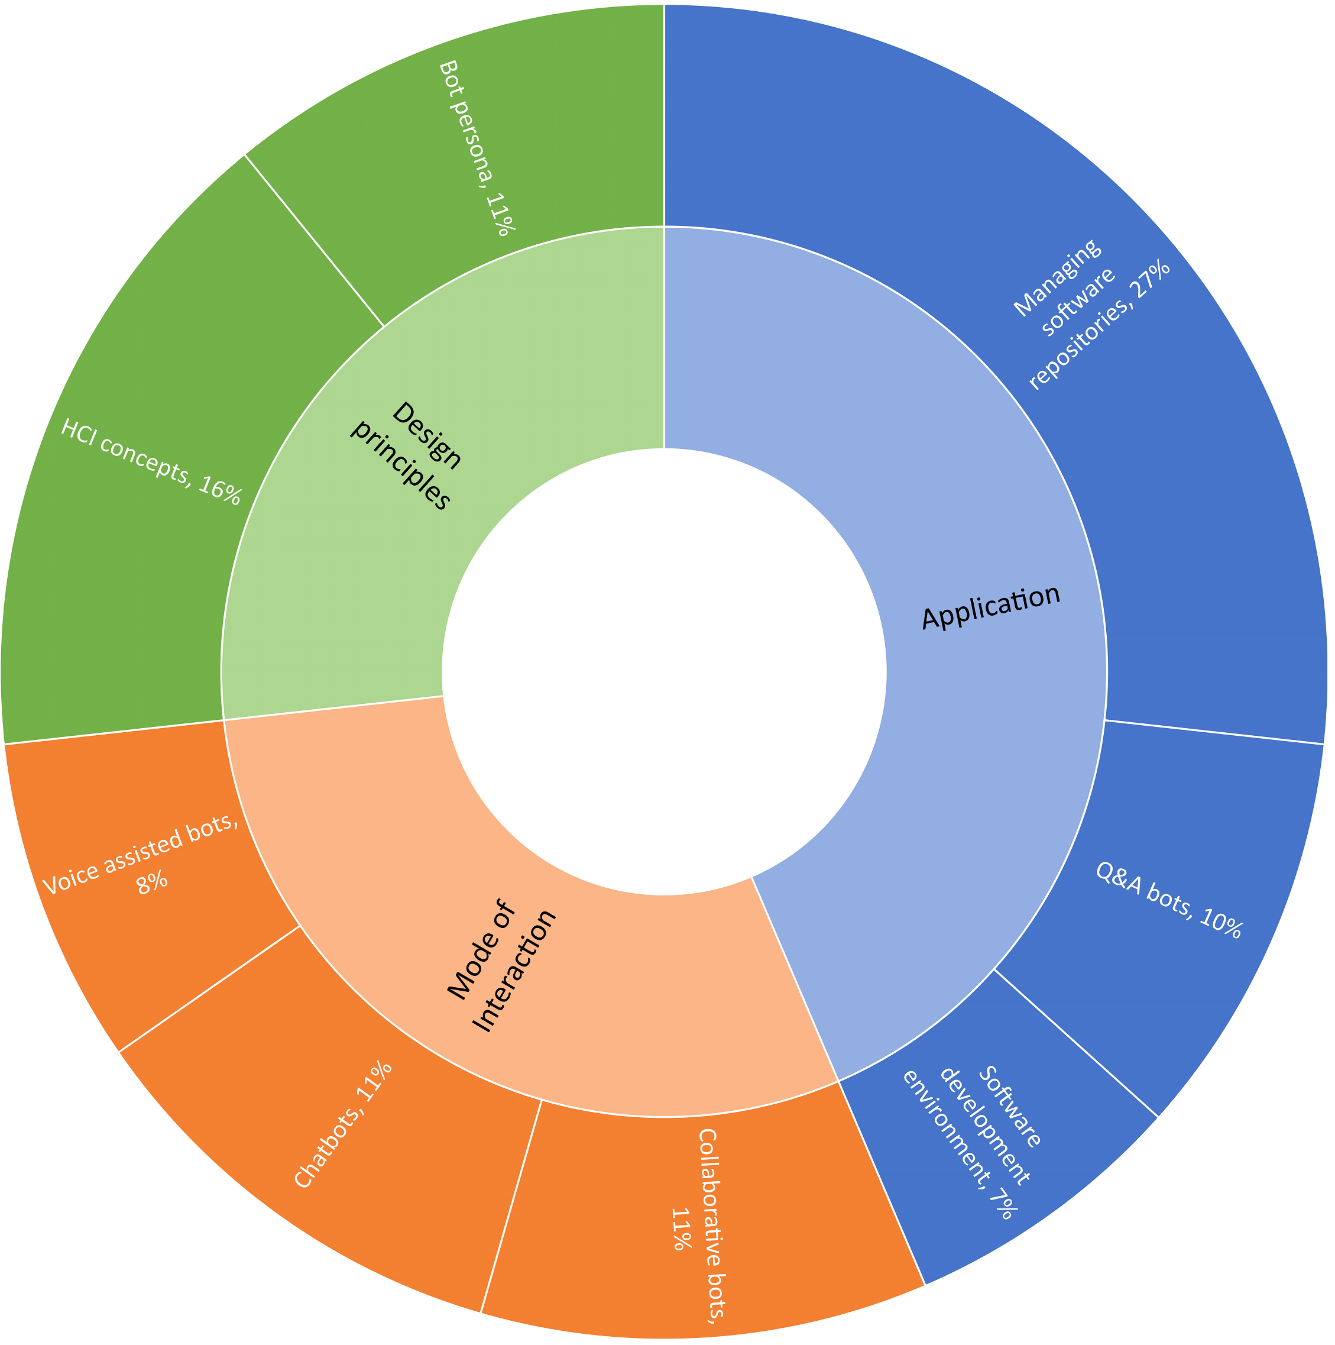 Bot persona, 11%
Managing
software
repositories, 27%
HCI concepts, 16%
Design
principles
Application
Voice assisted bots,
8%
Q&A bots, 10%
Mode of
Interaction
Chatbots, 11%
Collaborative bots,
11%
Software
development
environment, 7%